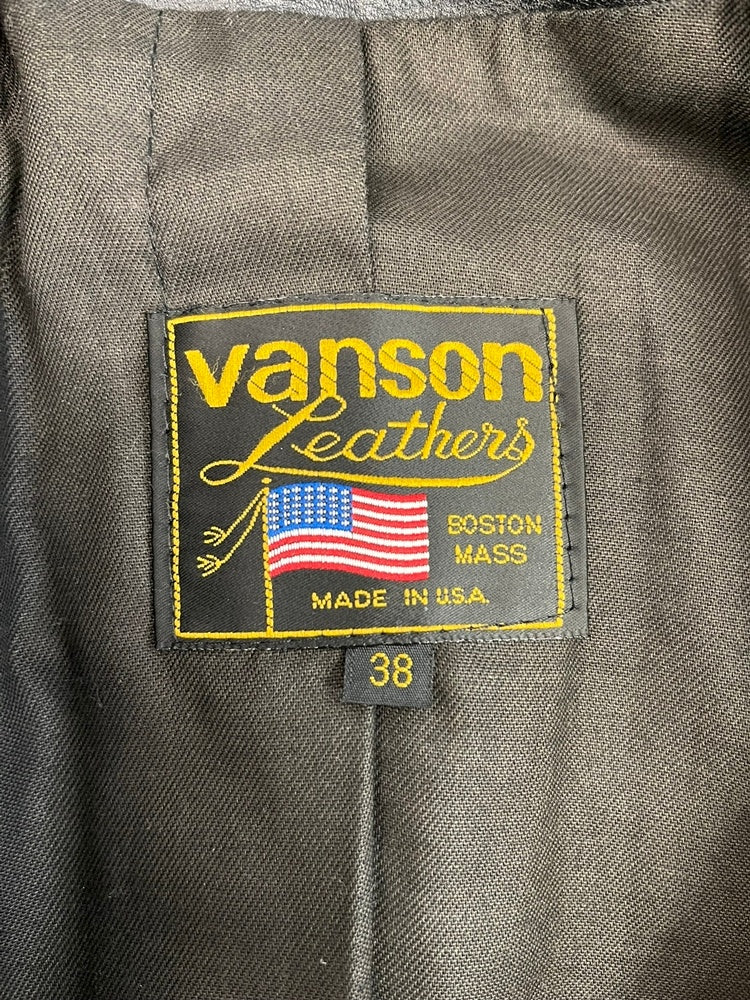 vanson
Leathers
BOSTON
MASS
MADE IN U.S.A.
38